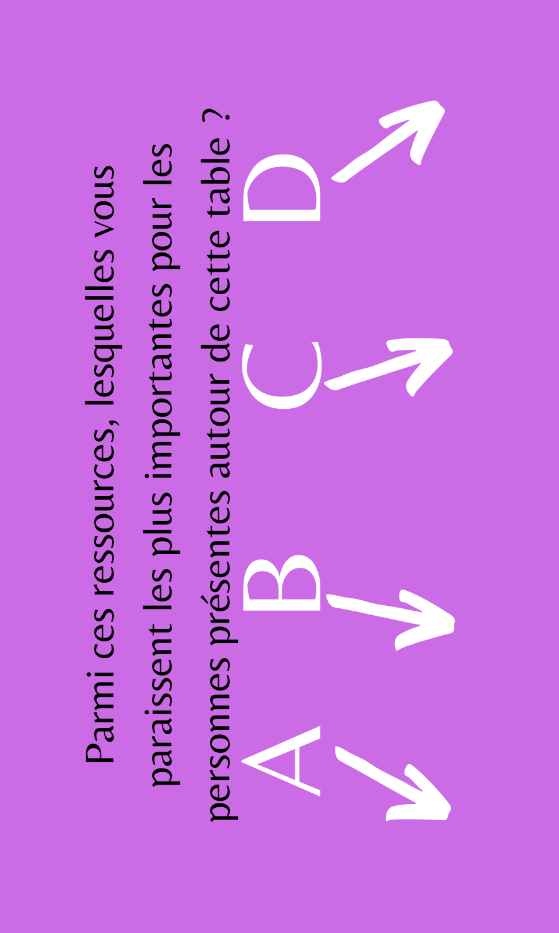 Parmi ces ressources, lesquelles vous
paraissent les plus importantes pour les
personnes présentes autour de cette table ?
A B C D